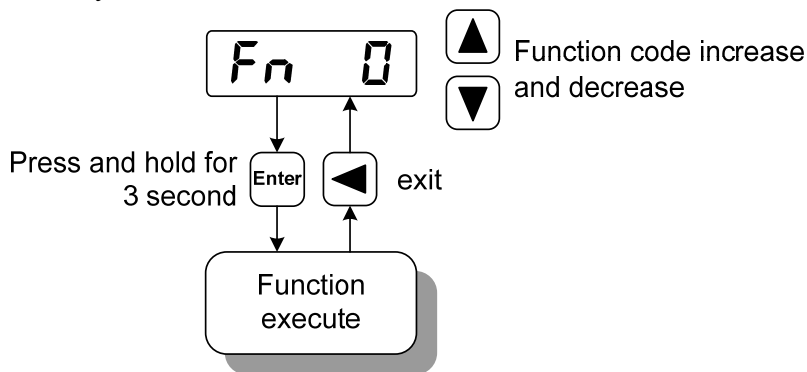 Fn 0
Function code increase
and decrease
Press and hold for
3 second
Enter
exit
Function
execute